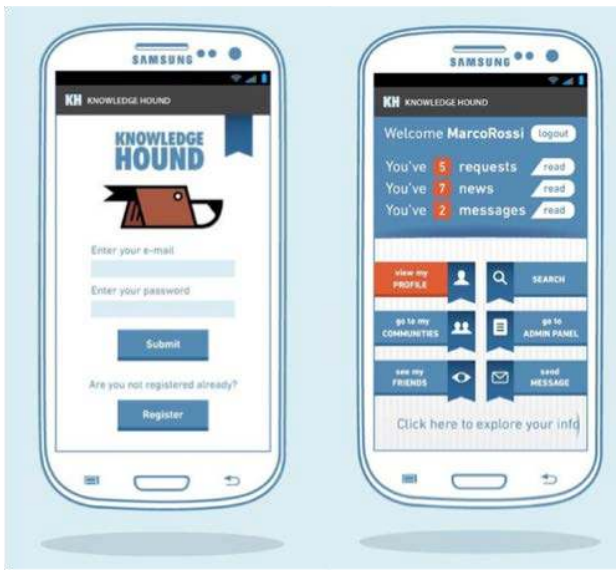 SAMSUNG
KH KNOWLEDGE HOUND
KNOWLEDGE
HOUND
Enter your e-mail
Enter your password
Submit
Are you not registered already?
Register
SAMSUNG
KH KNOWLEDGE HOUND
Welcome MarcoRossi logout
You've 5 requests read
You've 7 news read
You've 2 messages read
view my
PROFILE
SEARCH
go to my
COMMUNITIES
go to
ADMIN PANEL
see my
FRIENDS
send
MESSAGE
Click here to explore your info